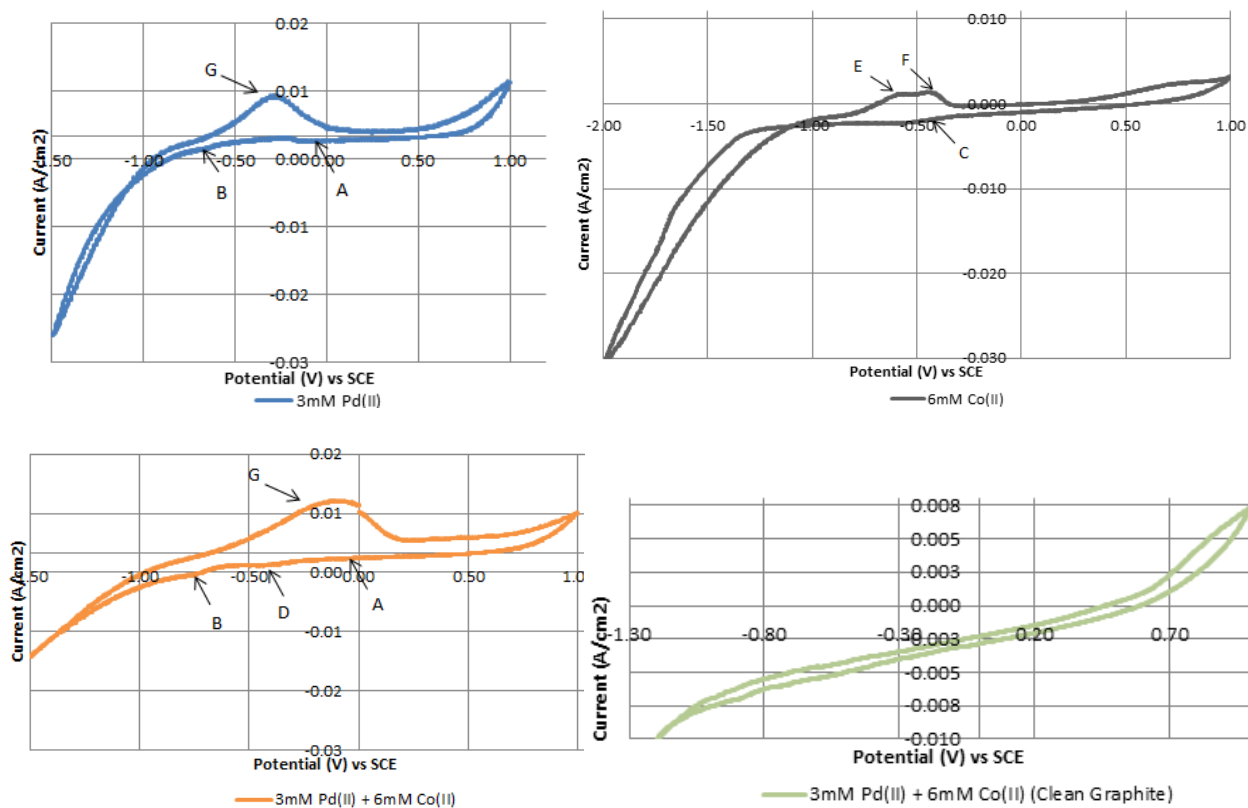 0.02
G
0.01
Current (A/cm2)
-1.00
-0.50
0.00
0.00
0.50
1.00
B
A
-0.01
-0.02
-0.03
Potential (V) vs SCE
3mM Pd(II)
0.010
E
F
0.000
-2.00
-1.50
-1.00
-0.50
0.00
0.50
1.00
C
Current (A/cm2)
-0.010
-0.020
-0.030
Potential (V) vs SCE
6mM Co(II)
0.02
G
0.01
Current (A/cm2)
-1.00
-0.50
0.00
0.00
0.50
B
D
A
-0.01
-0.02
-0.03
Potential (V) vs SCE
3mM Pd(II) + 6mM Co(II)
0.008
0.005
0.003
0.000
-1.30
-0.80
-0.30
0.20
0.70
-0.003
-0.005
-0.008
-0.010
Current (A/cm2)
Potential (V) vs SCE
3mM Pd(II) + 6mM Co(II) (Clean Graphite)